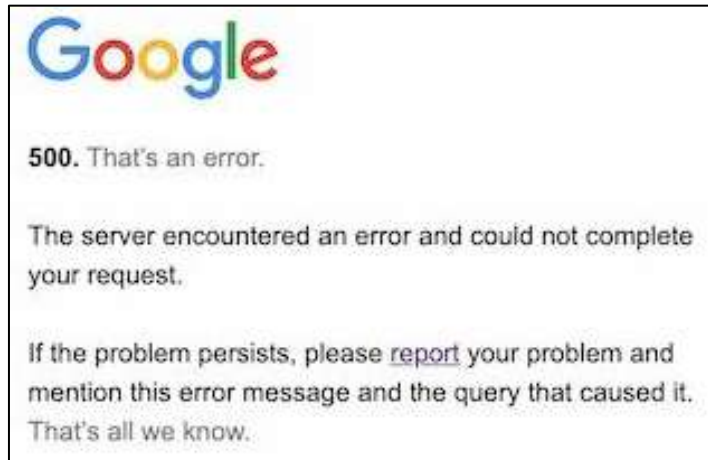 Google
500. That's an error.
The server encountered an error and could not complete
your request.
If the problem persists, please report your problem and
mention this error message and the query that caused it.
That's all we know.